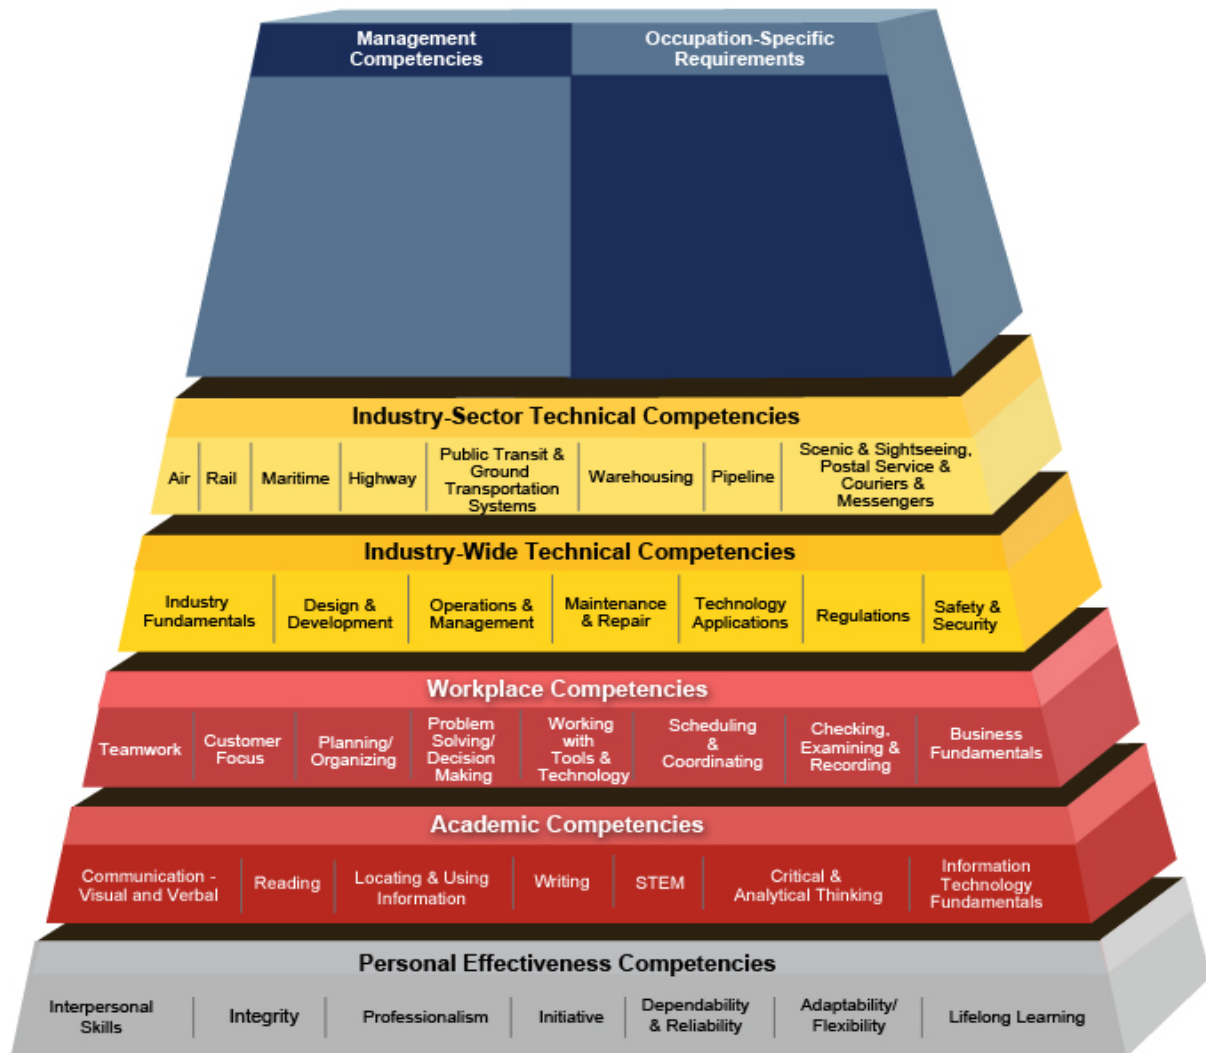 Management
Competencies
Occupation-Specific
Requirements
Industry-Sector Technical Competencies
Air
Rail
Maritime
Highway
Public Transit &
Ground
Transportation
Systems
Warehousing
Pipeline
Scenic & Sightseeing,
Postal Service &
Couriers &
Messengers
Industry-Wide Technical Competencies
Industry
Fundamentals
Design &
Development
Operations &
Management
Maintenance
& Repair
Technology
Applications
Regulations
Safety &
Security
Workplace Competencies
Teamwork
Customer
Focus
Planning/
Organizing
Problem
Solving/
Decision
Making
Working
with
Tools &
Technology
Scheduling
&
Coordinating
Checking,
Examining &
Recording
Business
Fundamentals
Academic Competencies
Communication -
Visual and Verbal
Reading
Locating & Using
Information
Writing
STEM
Critical &
Analytical Thinking
Information
Technology
Fundamentals
Personal Effectiveness Competencies
Interpersonal
Skills
Integrity
Professionalism
Initiative
Dependability
& Reliability
Adaptability/
Flexibility
Lifelong Learning